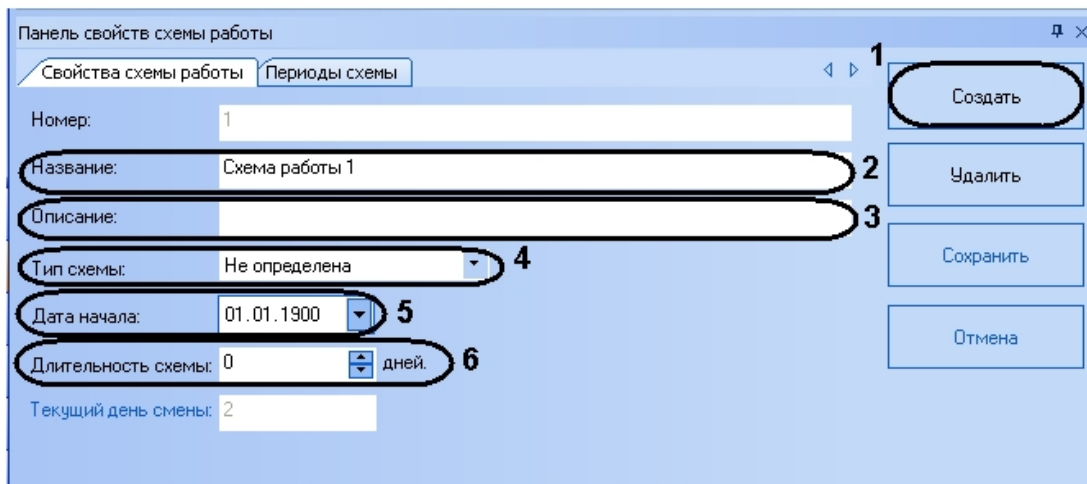 Панель свойств схемы работы
Свойства схемы работы Периоды схемы 1
Создать
Номер: 1
Название: Схема работы 1 2
Удалить
Описание: 3
Тип схемы: Не определена 4
Сохранить
Дата начала: 01.01.1900 5
Отмена
Длительность схемы: 0 дней. 6
Текущий день смены: 2